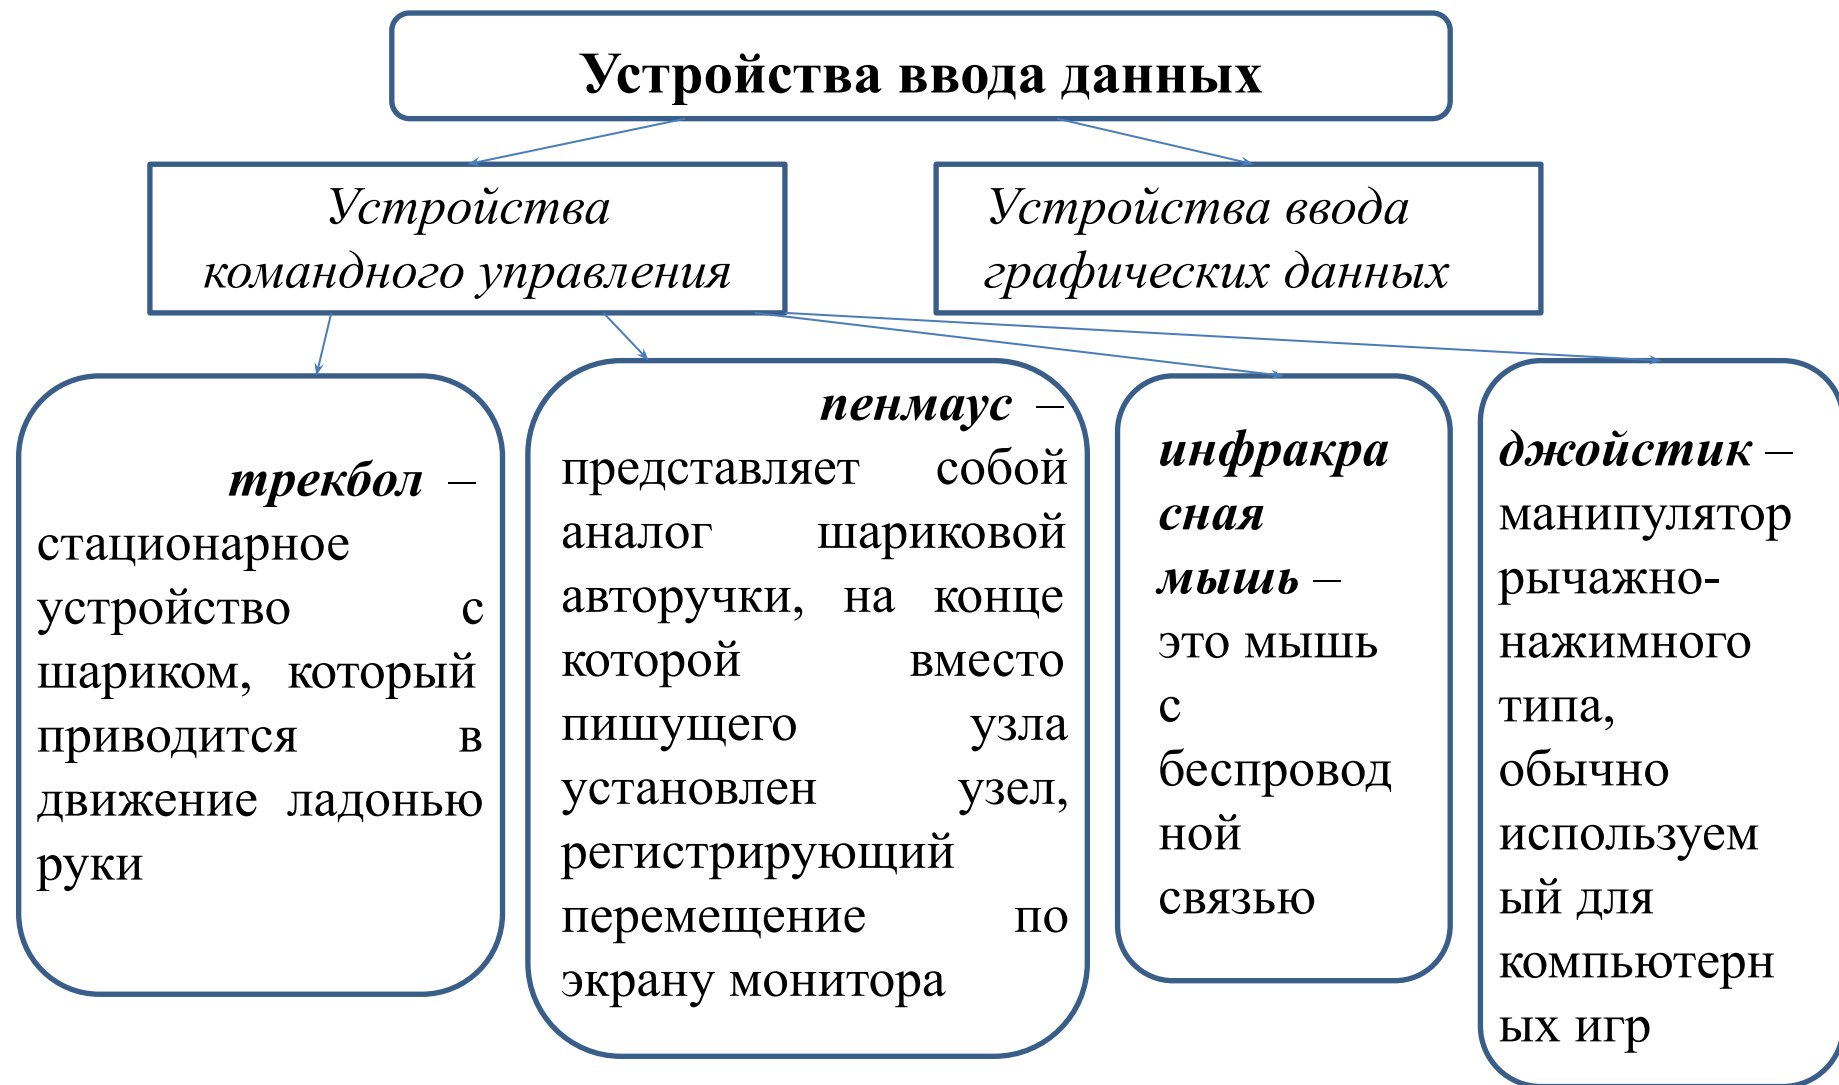 Устройства ввода данных
Устройства
командного управления
Устройства ввода
графических данных
трекбол –
стационарное
устройство с
шариком, который
приводится в
движение ладонью
руки
пенмаус –
представляет собой
аналог шариковой
авторучки, на конце
которой вместо
пишущего узла
установлен узел,
регистрирующий
перемещение по
экрану монитора
инфракра
сная
мышь –
это мышь
с
беспровод
ной
связью
джойстик –
манипулятор
рычажно-
нажимного
типа,
обычно
используем
ый для
компьютерн
ых игр